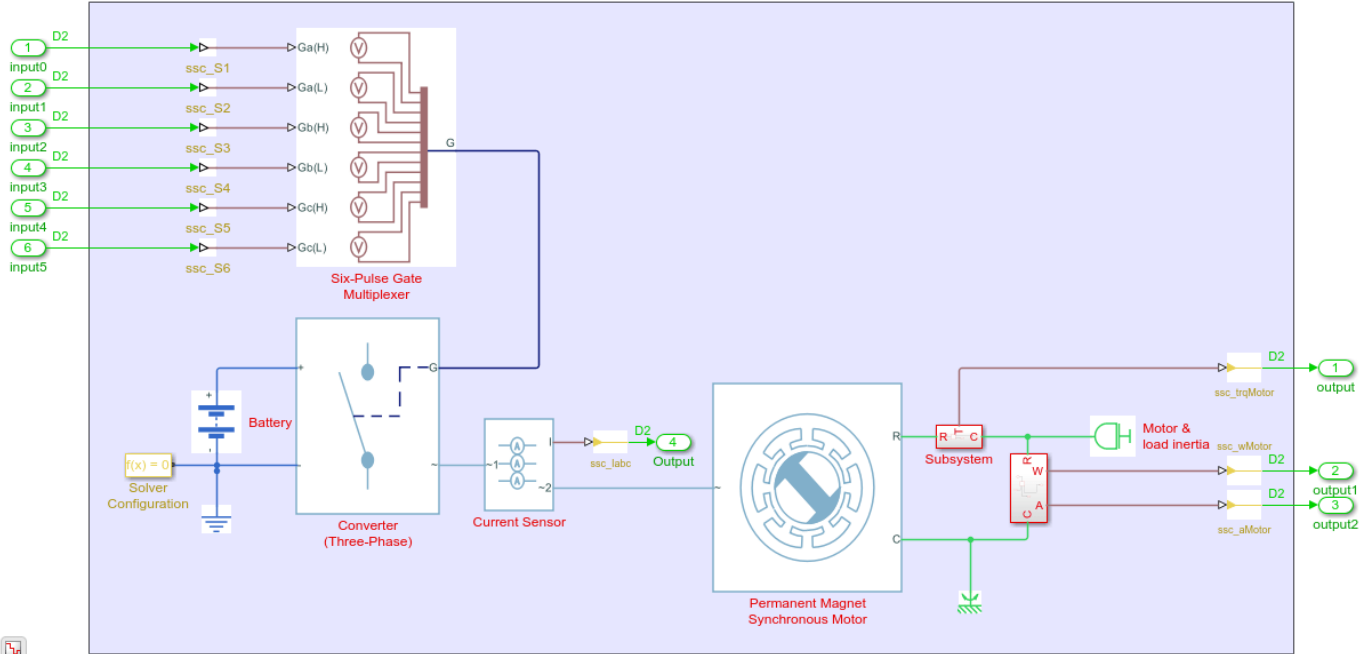 D2
1
input0
ssc_S1
Ga(H)
D2
2
input1
ssc_S2
Ga(L)
D2
3
input2
ssc_S3
Gb(H)
D2
4
input3
ssc_S4
Gb(L)
D2
5
input4
ssc_S5
Gc(H)
D2
6
input5
ssc_S6
Gc(L)
V
V
V
V
V
V
G
Six-Pulse Gate
Multiplexer
+
Battery
-
f(x) = 0
Solver
Configuration
+
G
-
~
Converter
(Three-Phase)
A
A
A
I
~1
~2
Current Sensor
ssc_Iabc
D2
4
Output
~
R
C
Permanent Magnet
Synchronous Motor
R
T
C
Subsystem
Motor &
load inertia
R
W
A
C
ssc_trqMotor
D2
1
output
ssc_wMotor
D2
2
output1
ssc_aMotor
D2
3
output2